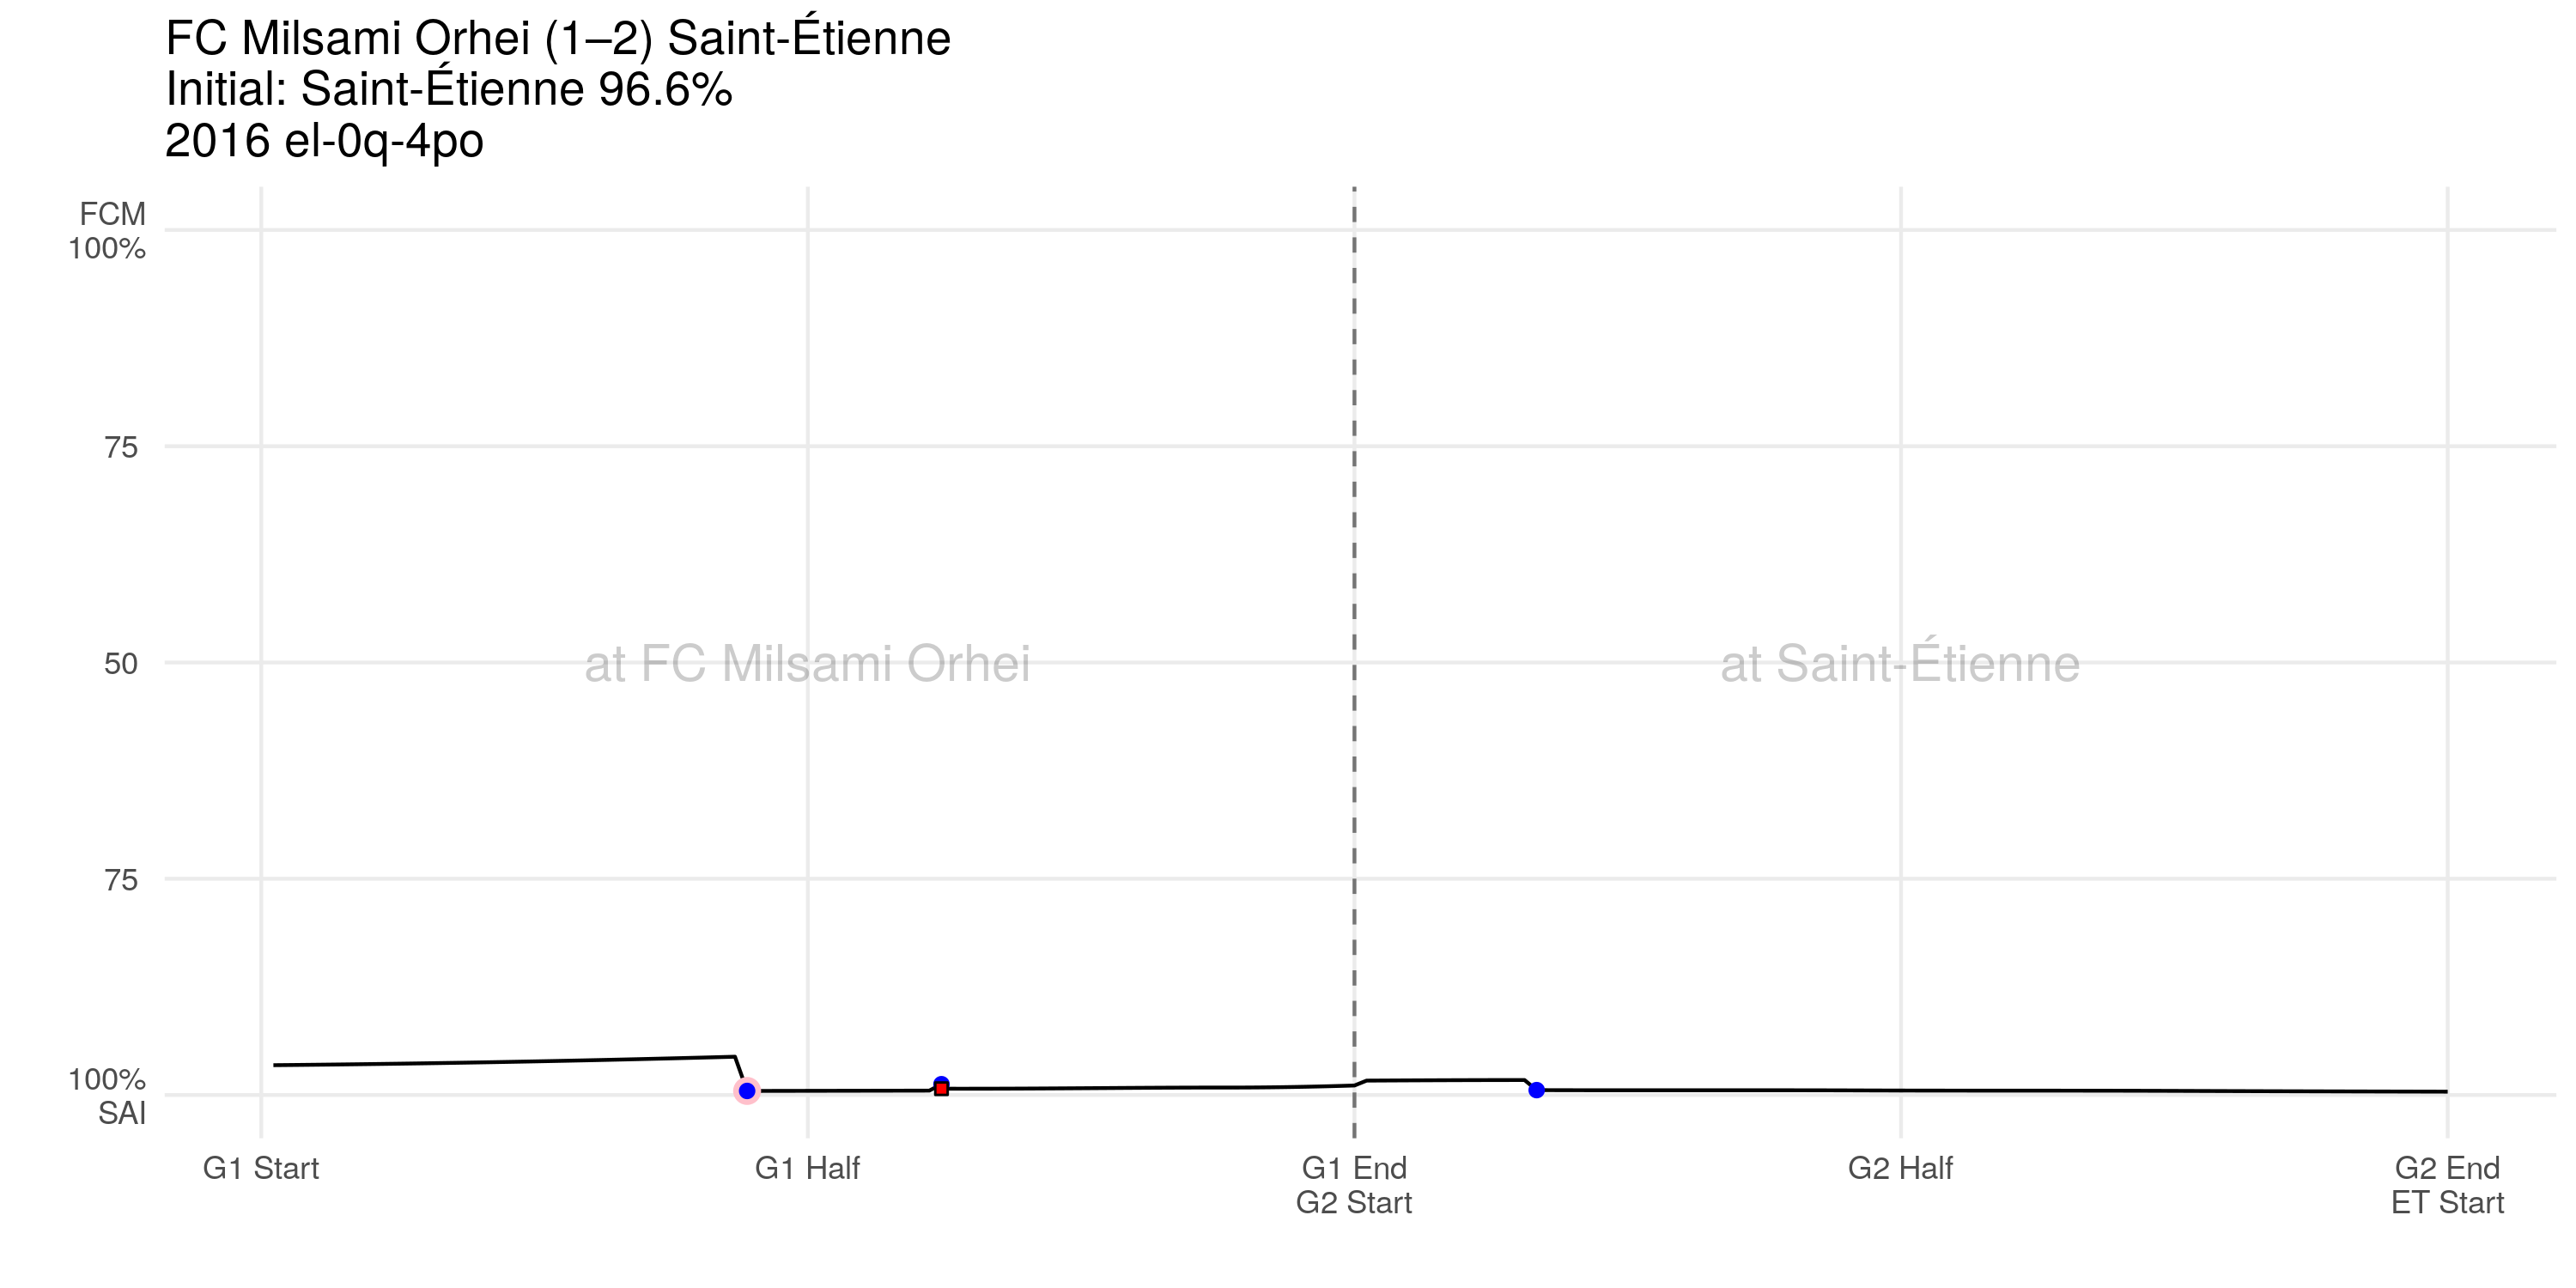 FC Milsami Orhei (1–2) Saint-Étienne
Initial: Saint-Étienne 96.6%
2016 el-0q-4po
FCM
100%
75
50
75
100%
SAI
at FC Milsami Orhei
at Saint-Étienne
G1 Start
G1 Half
G1 End
G2 Start
G2 Half
G2 End
ET Start